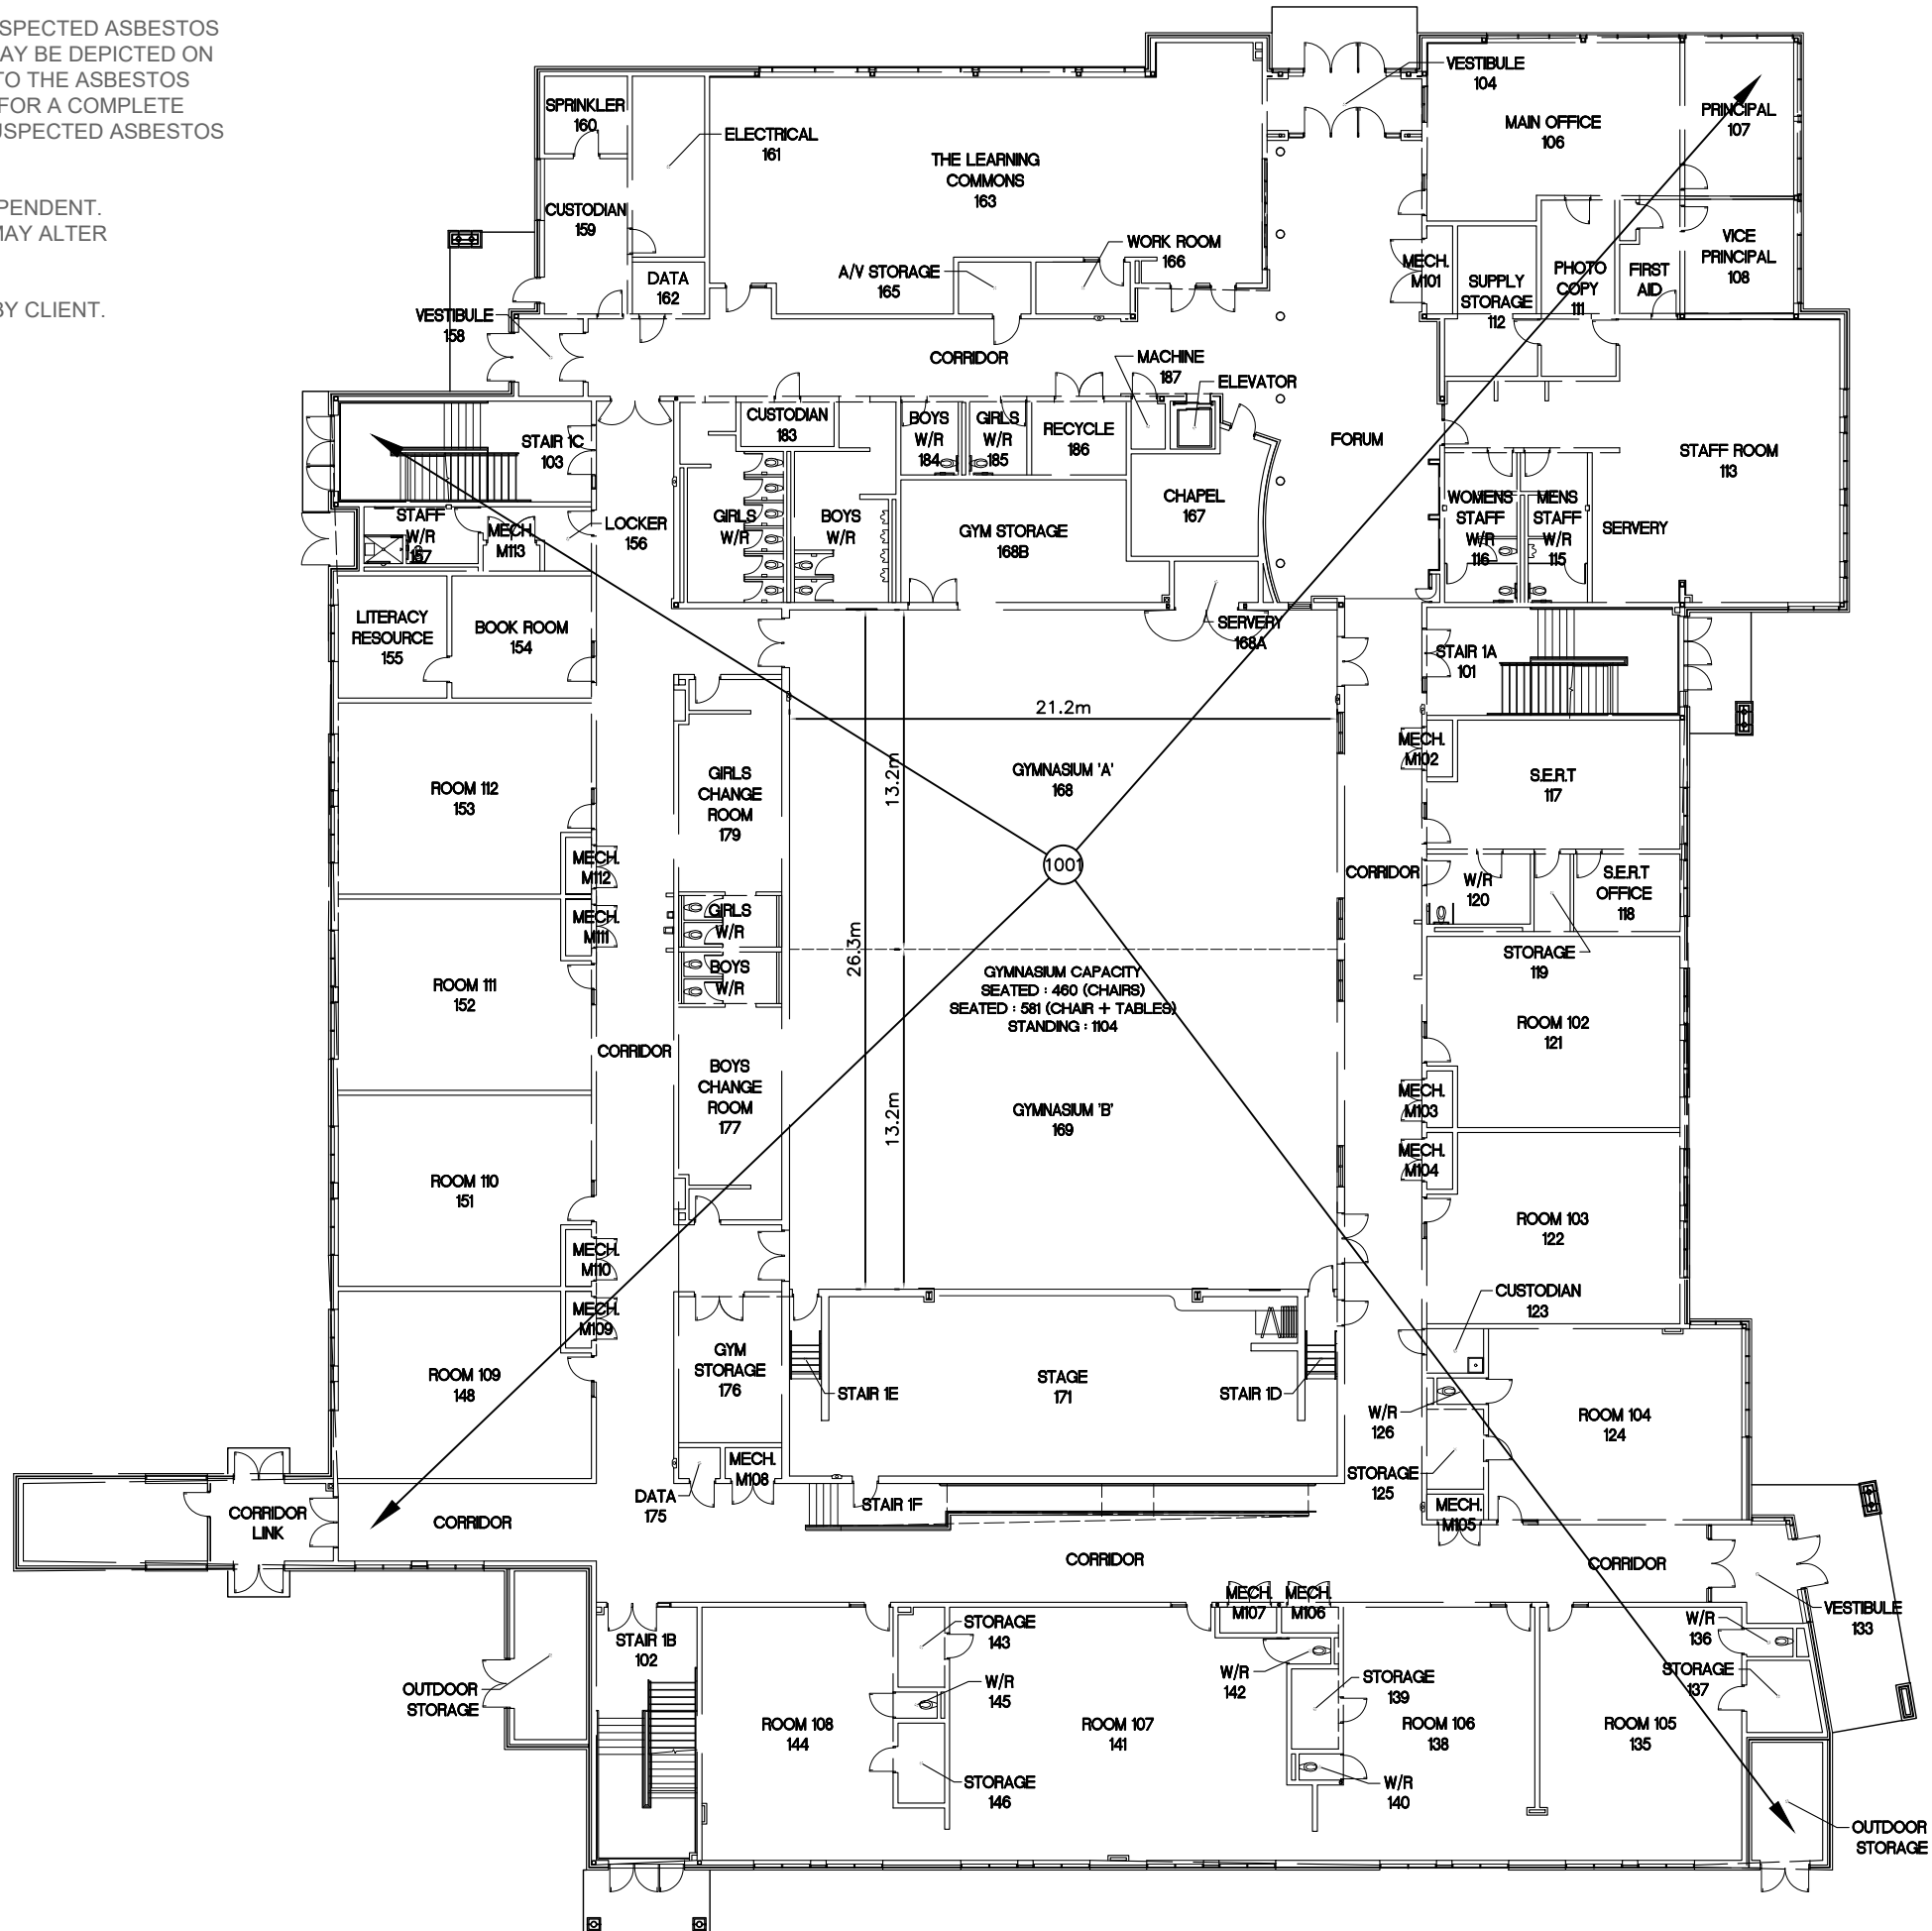 SPECTED ASBESTOS
AY BE DEPICTED ON
TO THE ASBESTOS
FOR A COMPLETE
USPECTED ASBESTOS
PENDENT.
MAY ALTER
BY CLIENT.
SPRINKLER
160
ELECTRICAL
161
THE LEARNING
COMMONS
163
VESTIBULE
104
MAIN OFFICE
106
PRINCIPAL
107
CUSTODIAN
159
DATA
162
A/V STORAGE
165
WORK ROOM
166
MECH.
M101
SUPPLY
STORAGE
112
PHOTO
COPY
111
FIRST
AID
VICE
PRINCIPAL
108
VESTIBULE
158
CORRIDOR
MACHINE
187
ELEVATOR
STAIR 1C
103
CUSTODIAN
183
BOYS
W/R
184
GIRLS
W/R
185
RECYCLE
186
FORUM
STAFF ROOM
113
STAFF
W/R
157
MECH.
M113
LOCKER
156
GIRLS
W/R
BOYS
W/R
GYM STORAGE
168B
CHAPEL
167
WOMENS
STAFF
W/R
116
MENS
STAFF
W/R
115
SERVERY
LITERACY
RESOURCE
155
BOOK ROOM
154
SERVERY
168A
STAIR 1A
101
21.2m
ROOM 112
153
GIRLS
CHANGE
ROOM
179
13.2m
GYMNASIUM 'A'
168
MECH.
M102
S.E.R.T
117
MECH.
M112
1001
CORRIDOR
W/R
120
S.E.R.T
OFFICE
118
MECH.
M111
GIRLS
W/R
26.3m
STORAGE
119
ROOM 111
152
BOYS
W/R
GYMNASIUM CAPACITY
SEATED : 460 (CHAIRS)
SEATED : 581 (CHAIR + TABLES)
STANDING : 1104
ROOM 102
121
CORRIDOR
BOYS
CHANGE
ROOM
177
13.2m
GYMNASIUM 'B'
169
MECH.
M103
MECH.
M104
ROOM 110
151
ROOM 103
122
MECH.
M110
MECH.
M109
CUSTODIAN
123
ROOM 109
148
GYM
STORAGE
176
STAIR 1E
STAGE
171
STAIR 1D
W/R
126
ROOM 104
124
MECH.
M108
STORAGE
125
DATA
175
STAIR 1F
MECH.
M105
CORRIDOR
LINK
CORRIDOR
CORRIDOR
CORRIDOR
MECH.
M107
MECH.
M106
VESTIBULE
133
STAIR 1B
102
STORAGE
143
W/R
136
OUTDOOR
STORAGE
W/R
145
W/R
142
STORAGE
139
STORAGE
137
ROOM 108
144
ROOM 107
141
ROOM 106
138
ROOM 105
135
STORAGE
146
W/R
140
OUTDOOR
STORAGE